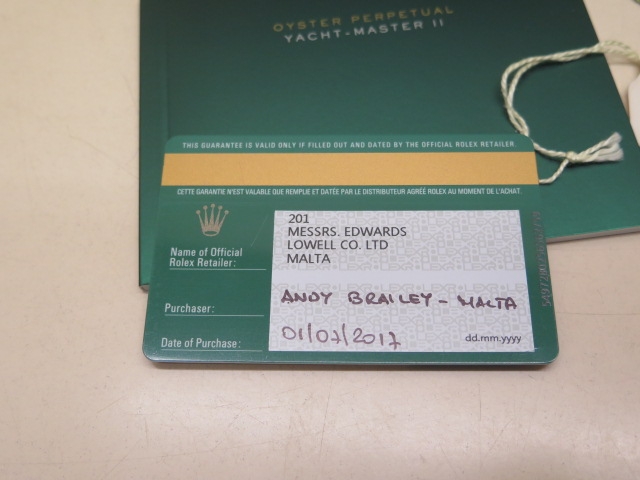 OYSTER PERPETUAL
YACHT-MASTER II
THIS GUARANTEE IS VALID ONLY IF FILLED OUT AND DATED BY THE OFFICIAL ROLEX RETAILER.
CETTE GARANTIE N'EST VALABLE QUE REMPLIE ET DATÉE PAR LE DISTRIBUTEUR AGRÉÉ ROLEX AU MOMENT DE L'ACHAT.
Name of Official
Rolex Retailer:
201
MESSRS. EDWARDS
LOWELL CO. LTD
MALTA
Purchaser:
ANDY BRAILEY - MALTA
Date of Purchase:
01/07/2017
dd.mm.yyyy